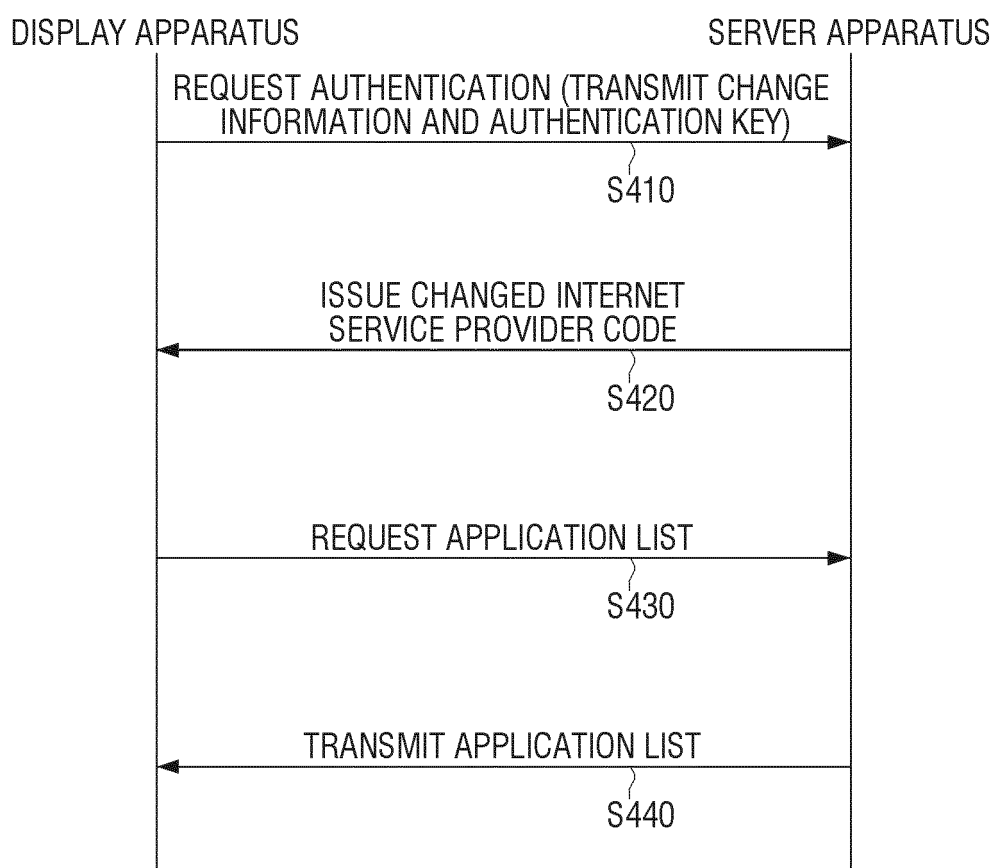 DISPLAY APPARATUS
SERVER APPARATUS
REQUEST AUTHENTICATION (TRANSMIT CHANGE
INFORMATION AND AUTHENTICATION KEY)
S410
ISSUE CHANGED INTERNET
SERVICE PROVIDER CODE
S420
REQUEST APPLICATION LIST
S430
TRANSMIT APPLICATION LIST
S440